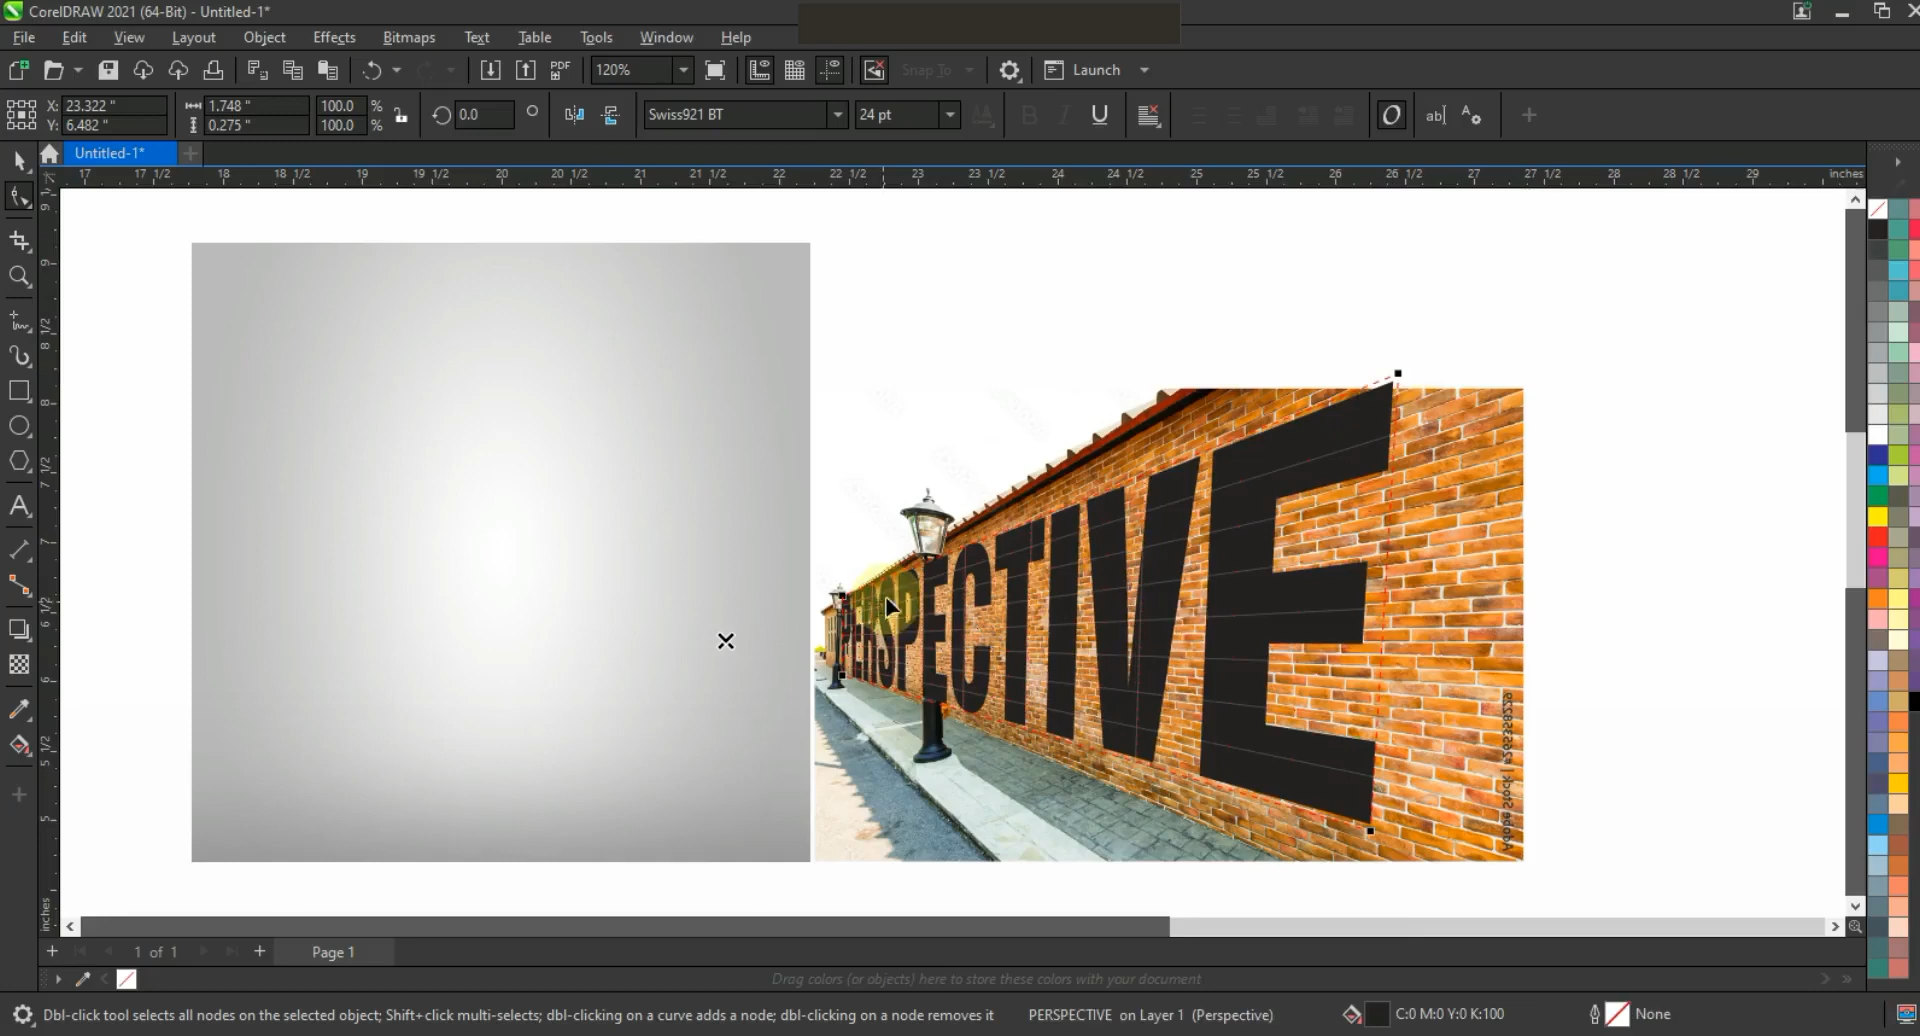 CorelDRAW 2021 (64-Bit) - Untitled-1*
File Edit View Layout Object Effects Bitmaps Text Table Tools Window Help
PDF 120% Snap To Launch
X: 23.322 " 1.748 " 100.0 % 0.0 Swiss921 BT 24 pt B I U O ab
Y: 6.482 " 0.275 " 100.0 %
Untitled-1*
17 17 1/2 18 18 1/2 19 19 1/2 20 20 1/2 21 21 1/2 22 22 1/2 23 23 1/2 24 24 1/2 25 25 1/2 26 26 1/2 27 27 1/2 28 28 1/2 29 inches
PERSPECTIVE
Adobe Stock | #269358229
inches
1 of 1 Page 1
Drag colors (or objects) here to store these colors with your document
Dbl-click tool selects all nodes on the selected object; Shift+click multi-selects; dbl-clicking on a curve adds a node; dbl-clicking on a node removes it PERSPECTIVE on Layer 1 (Perspective) C:0 M:0 Y:0 K:100 None